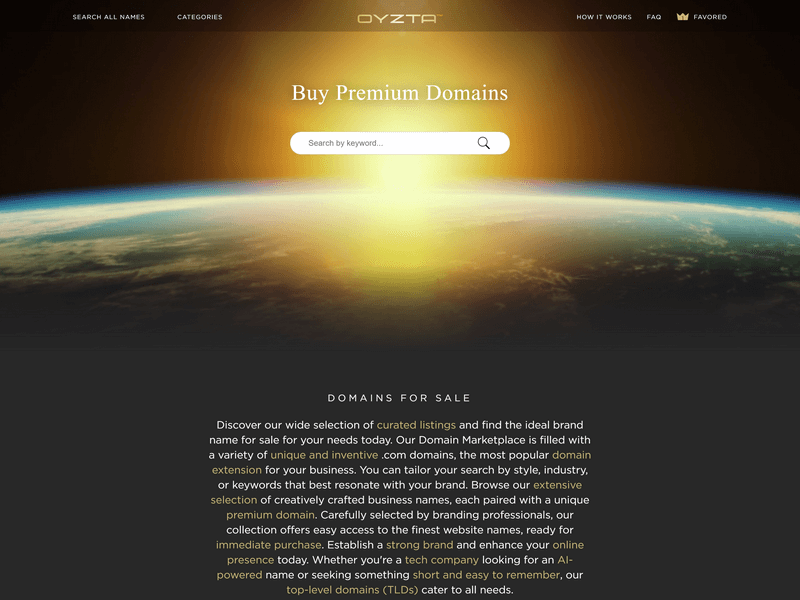 SEARCH ALL NAMES
CATEGORIES
OYZTA
HOW IT WORKS
FAQ
FAVORED
Buy Premium Domains
Search by keyword...
DOMAINS FOR SALE
Discover our wide selection of curated listings and find the ideal brand
name for sale for your needs today. Our Domain Marketplace is filled with
a variety of unique and inventive .com domains, the most popular domain
extension for your business. You can tailor your search by style, industry,
or keywords that best resonate with your brand. Browse our extensive
selection of creatively crafted business names, each paired with a unique
premium domain. Carefully selected by branding professionals, our
collection offers easy access to the finest website names, ready for
immediate purchase. Establish a strong brand and enhance your online
presence today. Whether you're a tech company looking for an AI-
powered name or seeking something short and easy to remember, our
top-level domains (TLDs) cater to all needs.